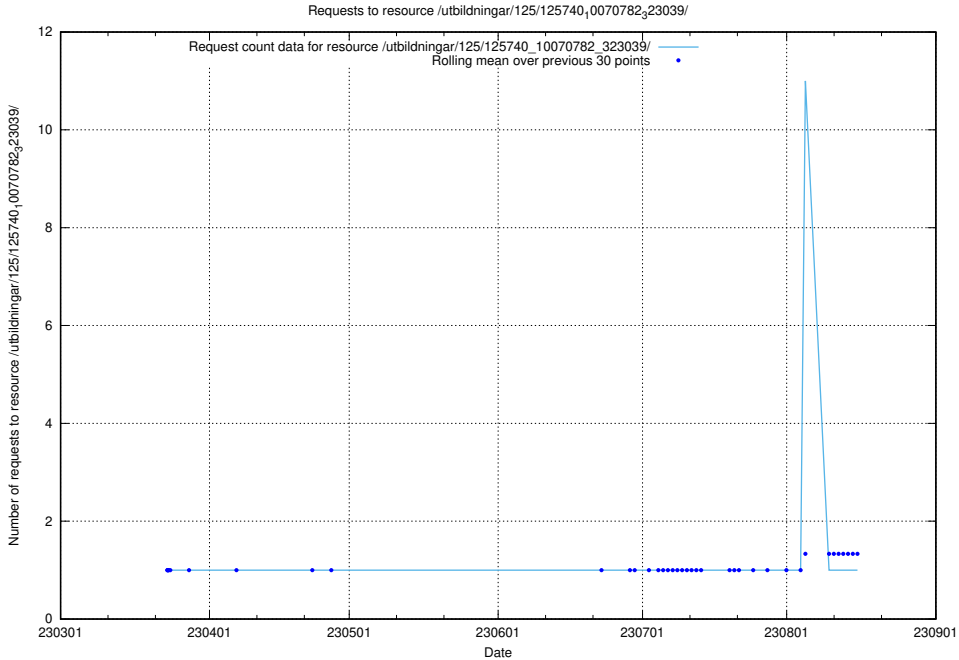 Requests to resource /utbildningar/125/125740₁0070782₃23039/
Number of requests to resource /utbildningar/125/125740₁0070782₃23039/
Request count data for resource /utbildningar/125/125740_10070782_323039/
Rolling mean over previous 30 points
12
10
8
6
4
2
0
230301 230401 230501 230601 230701 230801 230901
Date